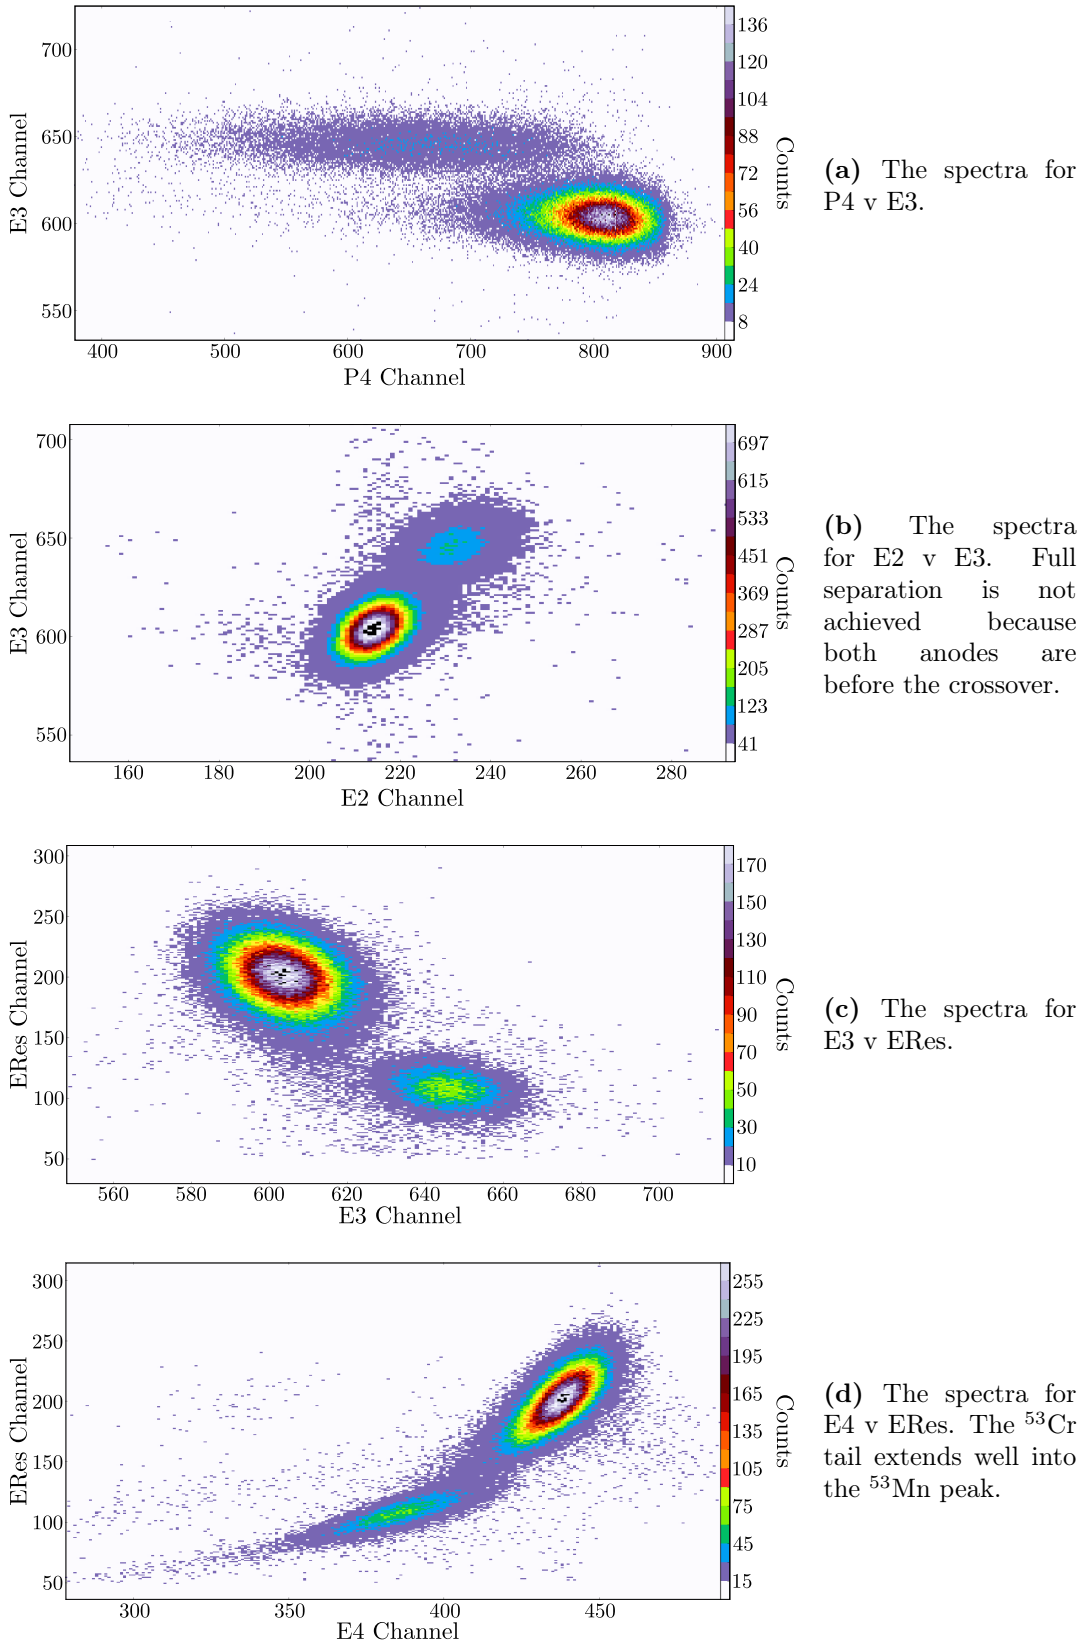 700
650
600
550
E3 Channel
400 500 600 700 800 900
P4 Channel
136
120
104
88
72
56
40
24
8
Counts
(a) The spectra for
P4 v E3.
700
650
600
550
E3 Channel
160 180 200 220 240 260 280
E2 Channel
697
615
533
451
369
287
205
123
41
Counts
(b) The spectra
for E2 v E3. Full
separation is not
achieved because
both anodes are
before the crossover.
300
250
200
150
100
50
ERes Channel
560 580 600 620 640 660 680 700
E3 Channel
170
150
130
110
90
70
50
30
10
Counts
(c) The spectra for
E3 v ERes.
300
250
200
150
100
50
ERes Channel
300 350 400 450
E4 Channel
255
225
195
165
135
105
75
45
15
Counts
(d) The spectra for
E4 v ERes. The ⁵³Cr
tail extends well into
the ⁵³Mn peak.